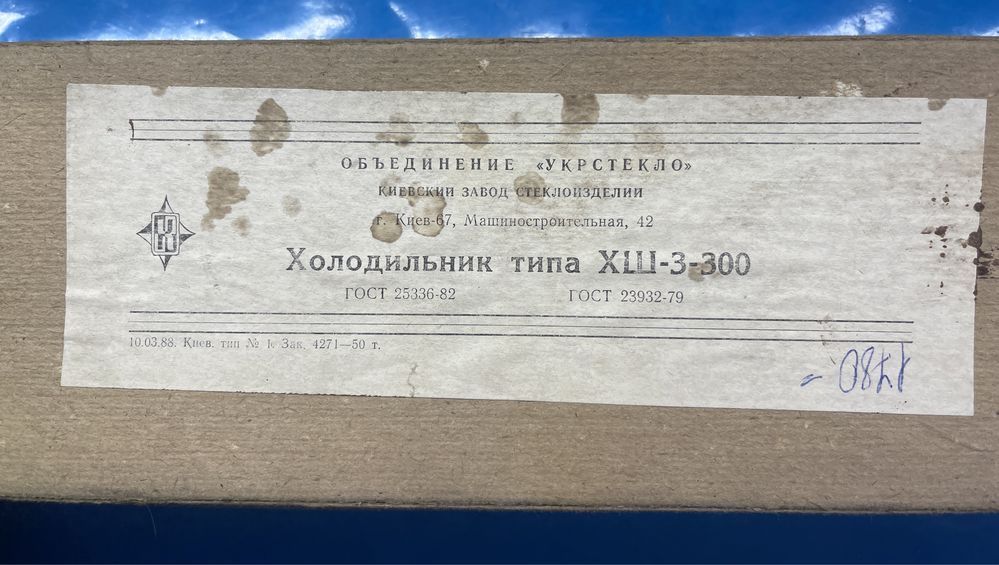 ОБЪЕДИНЕНИЕ «УКРСТЕКЛО»
КИЕВСКИЙ ЗАВОД СТЕКЛОИЗДЕЛИИ
г. Киев-67, Машиностроительная, 42
Холодильник типа ХШ-3-300
ГОСТ 25336-82 ГОСТ 23932-79
10.03.88. Киев. тип № 1. Зак. 4271—50 т.